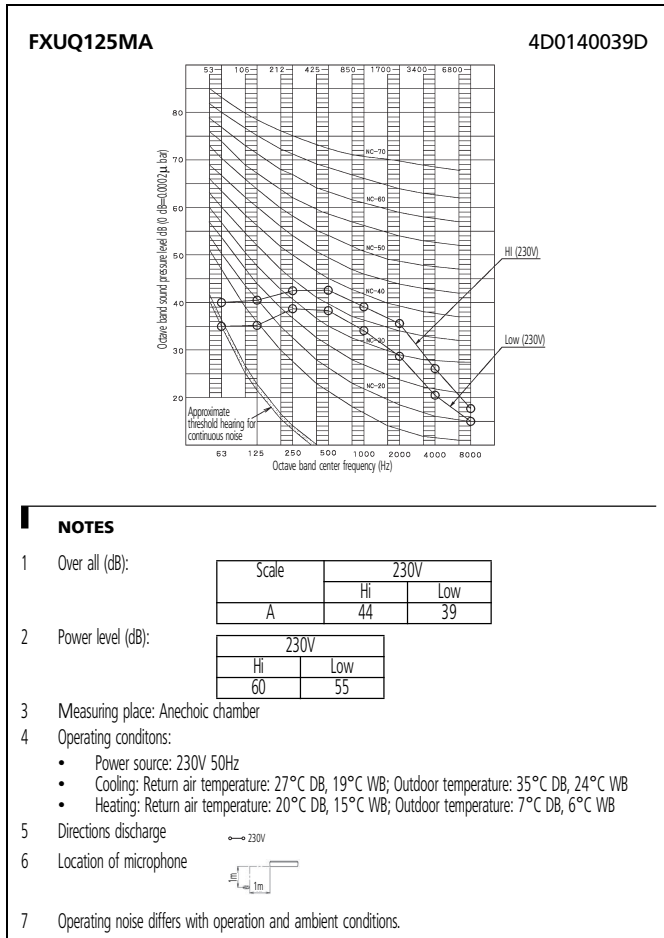 FXUQ125MA 4D0140039D
53 106 212 425 850 1700 3400 6800
80
70
60
50
40
30
20
Octave band sound pressure level dB (0 dB=0.0002µ bar)
NC-70
NC-60
NC-50
NC-40
NC-30
NC-20
HI (230V)
Low (230V)
Approximate
threshold hearing for
continuous noise
63 125 250 500 1000 2000 4000 8000
Octave band center frequency (Hz)
NOTES
1 Over all (dB):
Scale 230V
Hi Low
A 44 39
2 Power level (dB):
230V
Hi Low
60 55
3 Measuring place: Anechoic chamber
4 Operating conditons:
• Power source: 230V 50Hz
• Cooling: Return air temperature: 27°C DB, 19°C WB; Outdoor temperature: 35°C DB, 24°C WB
• Heating: Return air temperature: 20°C DB, 15°C WB; Outdoor temperature: 7°C DB, 6°C WB
5 Directions discharge 230V
6 Location of microphone
1m
1m
7 Operating noise differs with operation and ambient conditions.